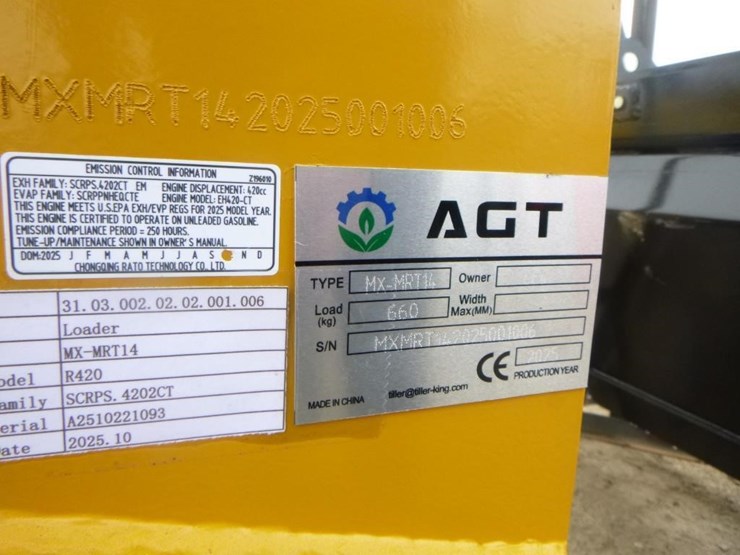 MXMRT142025001006
EMISSION CONTROL INFORMATION Z196010
EXH FAMILY: SCRPS.4202CT EM ENGINE DISPLACEMENT: 420cc
EVAP FAMILY: SCRPPNHEQCTE ENGINE MODEL: EH420-CT
THIS ENGINE MEETS U.S.EPA EXH/EVP REGS FOR 2025 MODEL YEAR.
THIS ENGINE IS CERTIFIED TO OPERATE ON UNLEADED GASOLINE.
EMISSION COMPLIANCE PERIOD = 250 HOURS.
TUNE-UP/MAINTENANCE SHOWN IN OWNER'S MANUAL
DOM:2025 J F M A M J J A S N D
CHONGQING RATO TECHNOLOGY CO., LTD.
31.03.002.02.02.001.006
Loader
MX-MRT14
odel R420
amily SCRPS.4202CT
erial A2510221093
ate 2025.10
AGT
TYPE MX-MRT14 Owner
Load (kg) 660 Width Max(MM)
S/N MXMRT142025001006
CE 2025
PRODUCTION YEAR
MADE IN CHINA tiller@tiller-king.com